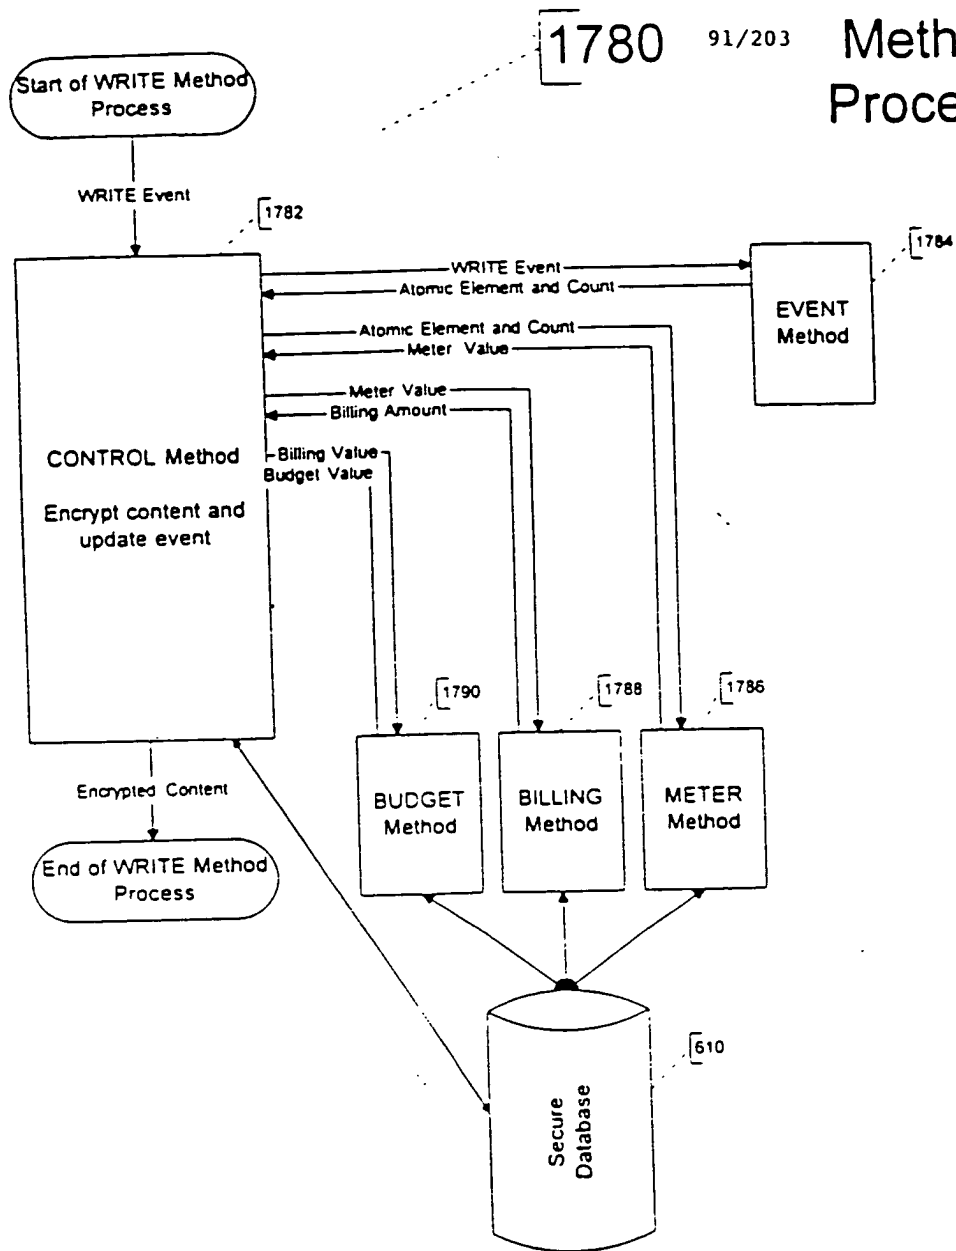 1780 91/203 Meth
Proce
Start of WRITE Method
Process
WRITE Event
1782
1784
WRITE Event
Atomic Element and Count
EVENT
Method
Atomic Element and Count
Meter Value
Meter Value
Billing Amount
CONTROL Method
Billing Value
Budget Value
Encrypt content and
update event
1790
1788
1786
Encrypted Content
BUDGET
Method
BILLING
Method
METER
Method
End of WRITE Method
Process
610
Secure
Database